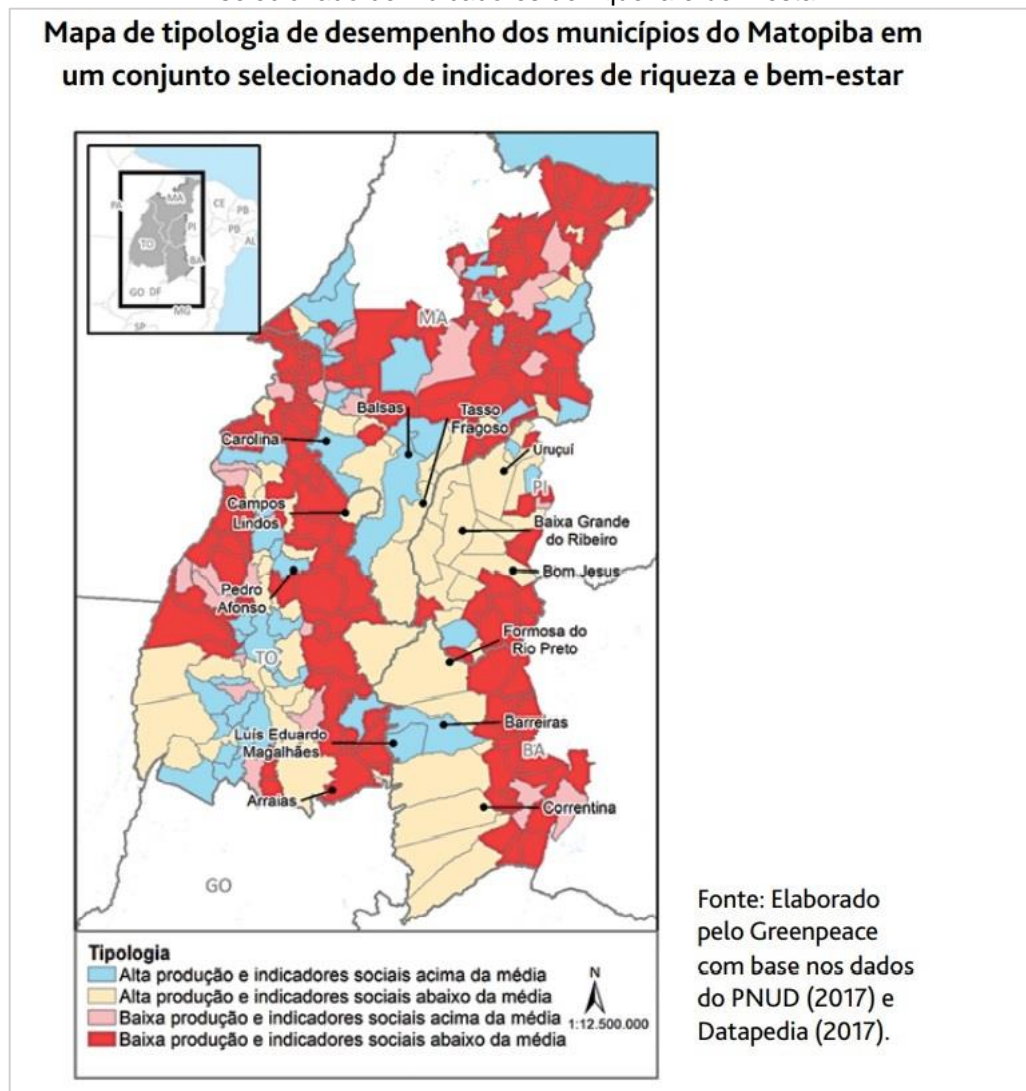 Mapa de tipologia de desempenho dos municípios do Matopiba em
um conjunto selecionado de indicadores de riqueza e bem-estar
PA
MA
CE
PB
PI
PB
TO
AL
BA
GO
DF
MG
SP
MA
Balsas
Tasso
Fragoso
Carolina
Uruçuí
PI
Campos
Lindos
Baixa Grande
do Ribeiro
Bom Jesus
Pedro
Afonso
Formosa do
Rio Preto
TO
Barreiras
Luís Eduardo
Magalhães
BA
Arraias
Correntina
GO
Tipologia
Alta produção e indicadores sociais acima da média
Alta produção e indicadores sociais abaixo da média
Baixa produção e indicadores sociais acima da média
Baixa produção e indicadores sociais abaixo da média
N
1:12.500.000
Fonte: Elaborado
pelo Greenpeace
com base nos dados
do PNUD (2017) e
Datapedia (2017).